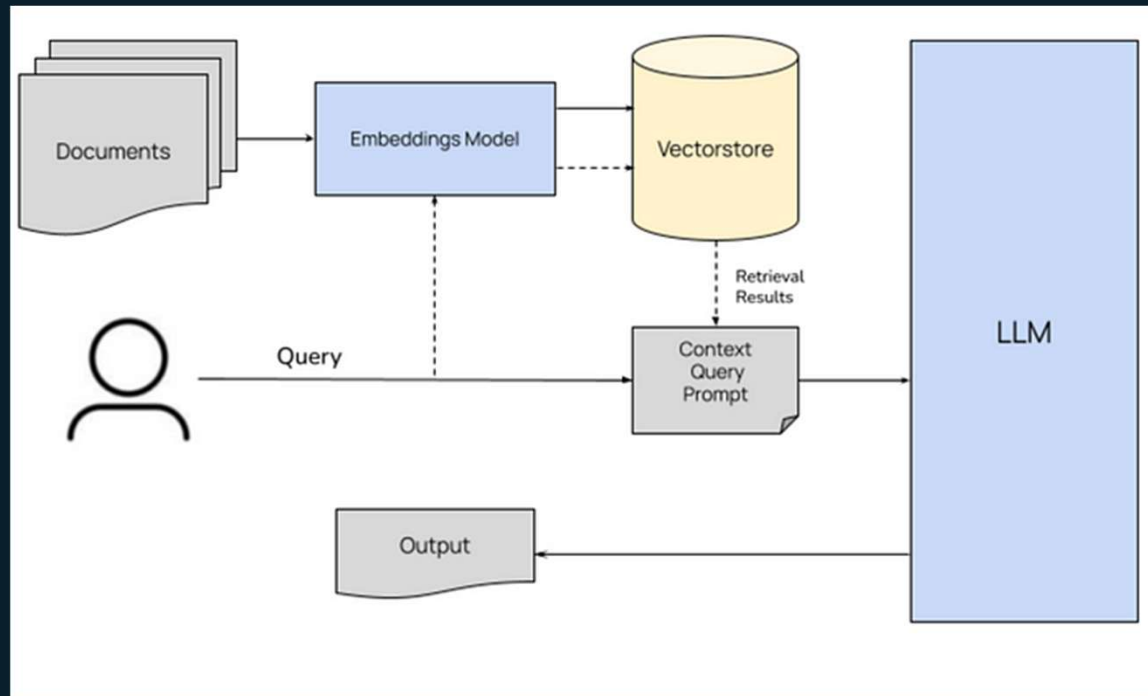 Documents
Embeddings Model
Vectorstore
Retrieval
Results
Query
Context
Query
Prompt
LLM
Output